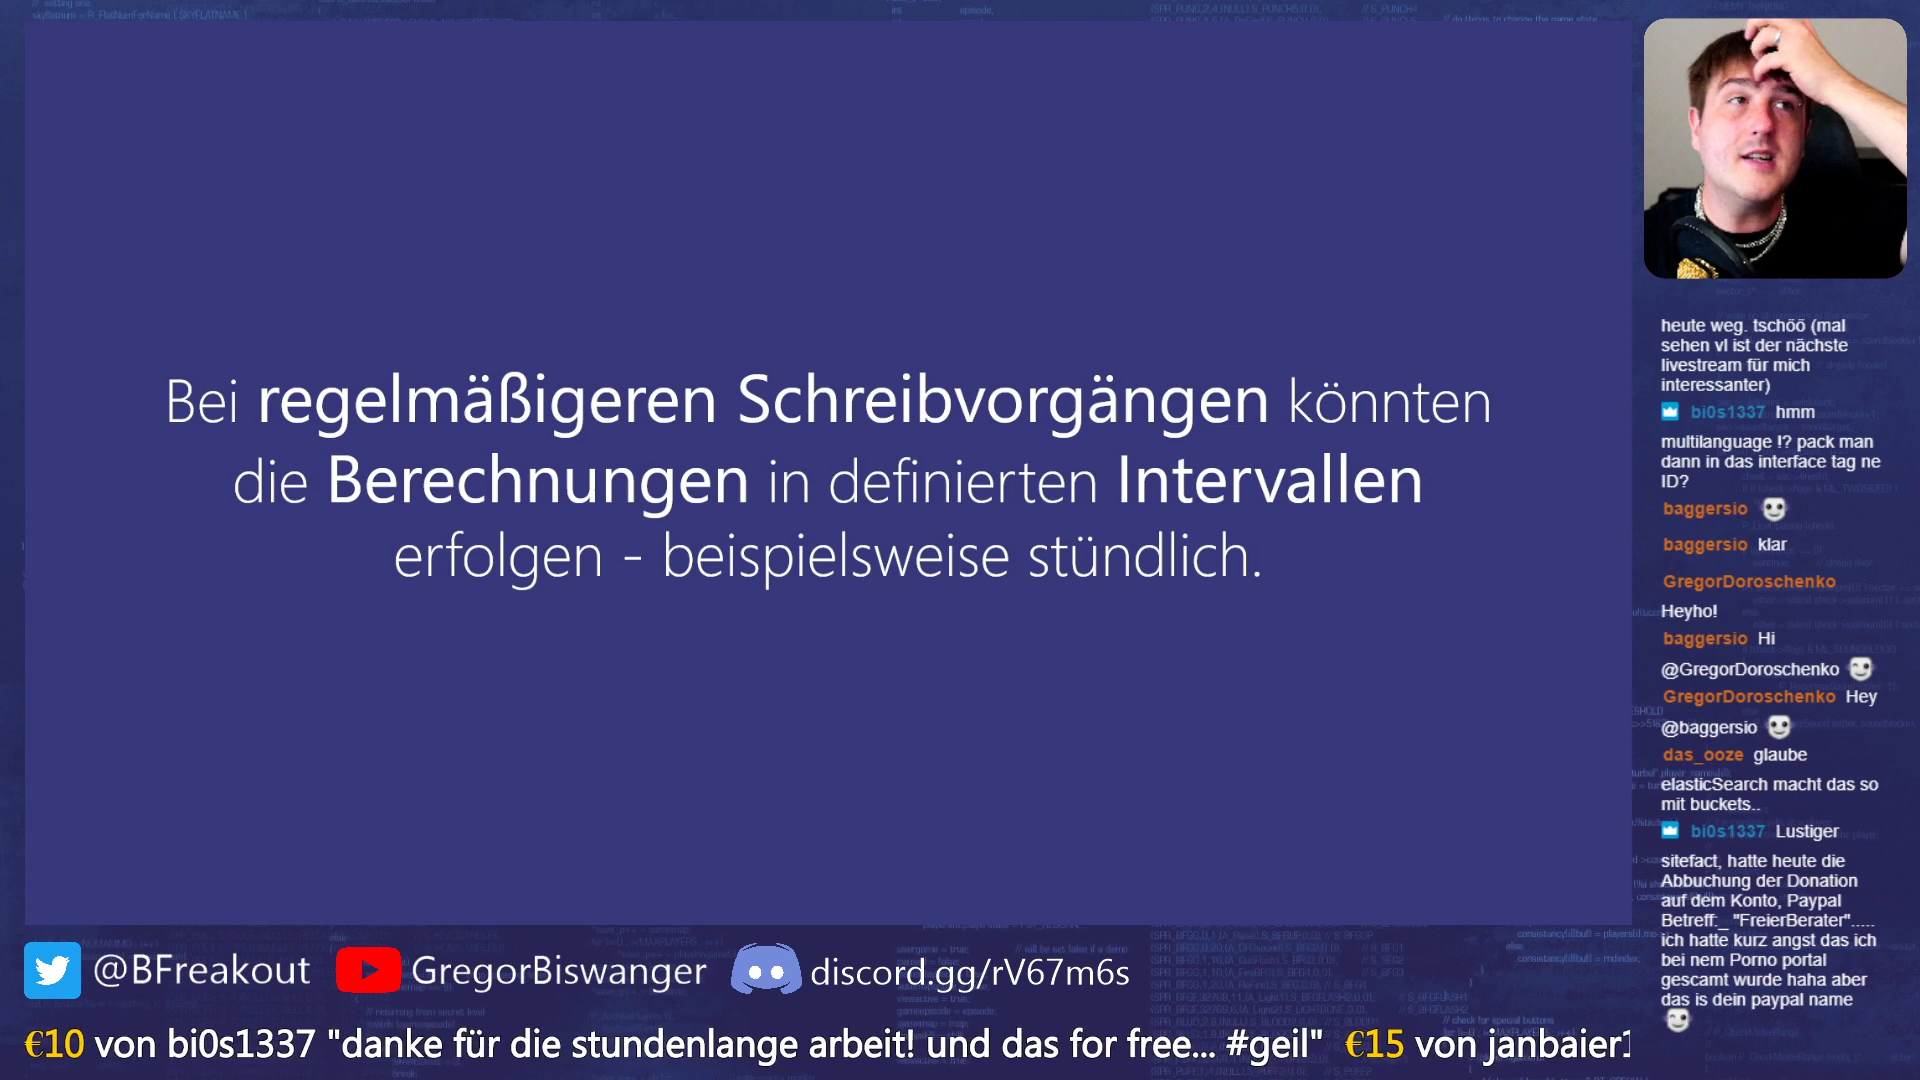 Bei regelmäßigeren Schreibvorgängen könnten
die Berechnungen in definierten Intervallen
erfolgen - beispielsweise stündlich.
heute weg. tschöö (mal
sehen vl ist der nächste
livestream für mich
interessanter)
bi0s1337 hmm
multilanguage !? pack man
dann in das interface tag ne
ID?
baggersio
baggersio klar
GregorDoroschenko
Heyho!
baggersio Hi
@GregorDoroschenko
GregorDoroschenko Hey
@baggersio
das_ooze glaube
elasticSearch macht das so
mit buckets..
bi0s1337 Lustiger
sitefact, hatte heute die
Abbuchung der Donation
auf dem Konto, Paypal
Betreff:_ "FreierBerater".....
ich hatte kurz angst das ich
bei nem Porno portal
gescamt wurde haha aber
das is dein paypal name
@BFreakout GregorBiswanger discord.gg/rV67m6s
€10 von bi0s1337 "danke für die stundenlange arbeit! und das for free... #geil" €15 von janbaier1